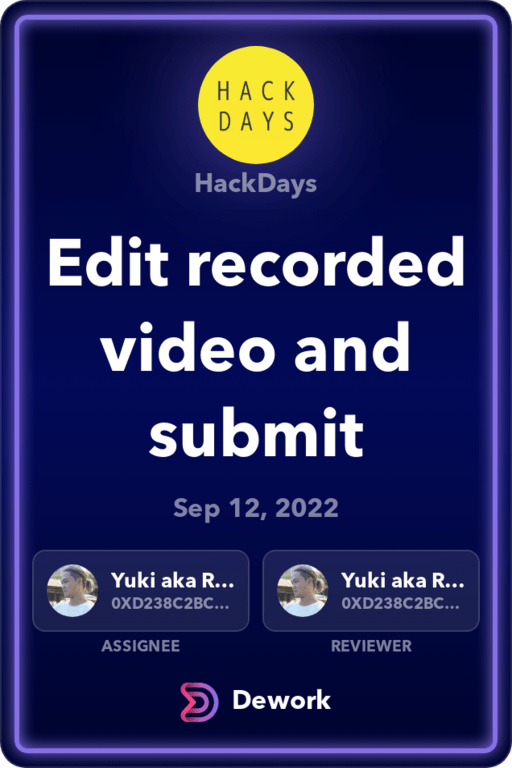 HACK
DAYS
HackDays
Edit recorded
video and
submit
Sep 12, 2022
Yuki aka R...
0XD238C2BC...
ASSIGNEE
Yuki aka R...
0XD238C2BC...
REVIEWER
Dework